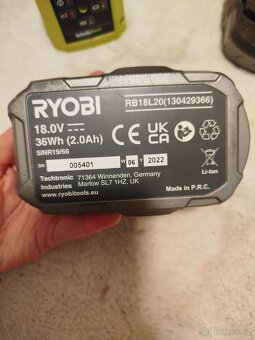 RYOBI
RB18L20(130429366)
18.0V
36Wh (2.0Ah)
5INR19/66
CE
UK
CA
005401
W 06 Y 2022
Li-Ion
Techtronic
Industries
71364 Winnenden, Germany
Marlow SL7 1HZ, UK
www.ryobitools.eu
Made in P.R.C.